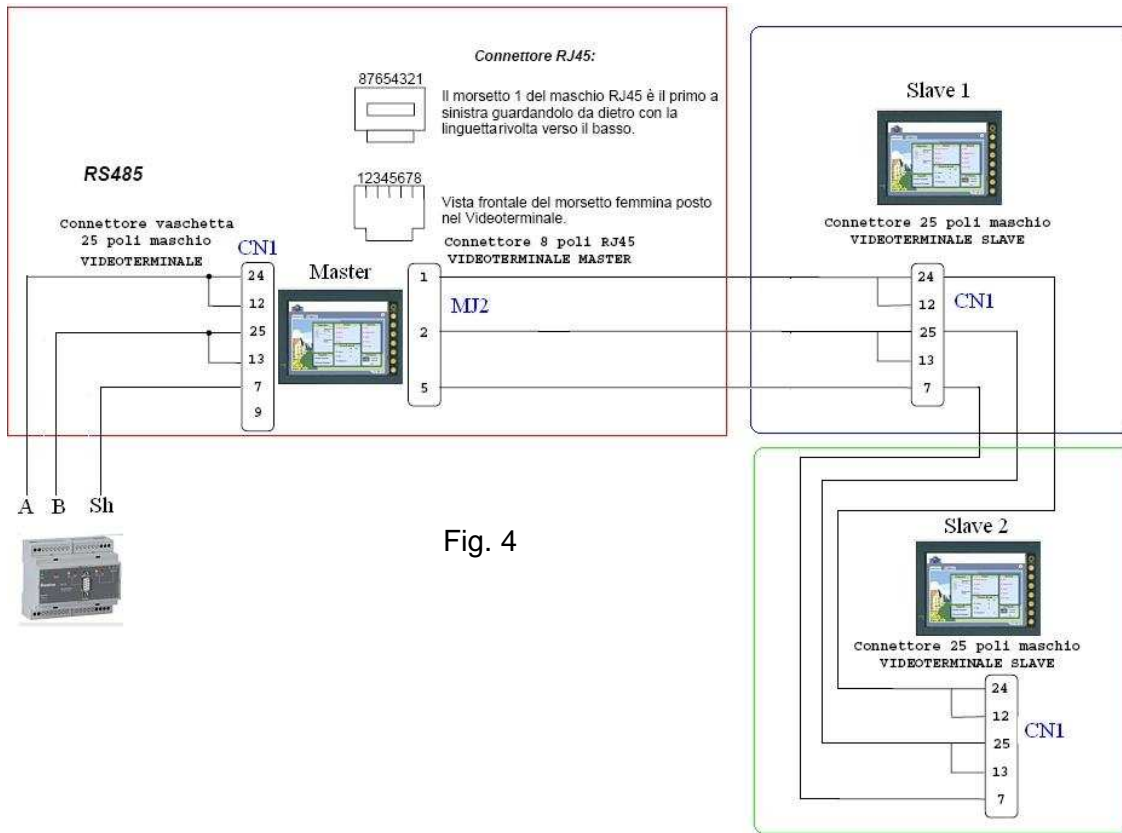 Connettore RJ45:
87654321
Il morsetto 1 del maschio RJ45 è il primo a
sinistra guardandolo da dietro con la
linguetta rivolta verso il basso.
12345678
Vista frontale del morsetto femmina posto
nel Videoterminale.
RS485
Connettore vaschetta
25 poli maschio
VIDEOTERMINALE
CN1
24
12
25
13
7
9
Master
Connettore 8 poli RJ45
VIDEOTERMINALE MASTER
1
2
5
MJ2
A B Sh
Slave 1
Connettore 25 poli maschio
VIDEOTERMINALE SLAVE
24
12
25
13
7
CN1
Fig. 4
Slave 2
Connettore 25 poli maschio
VIDEOTERMINALE SLAVE
24
12
25
13
7
CN1